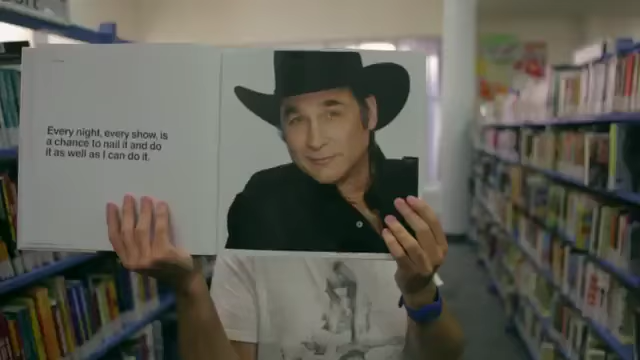 Every night, every show, is
a chance to nail it and do
it as well as I can do it.